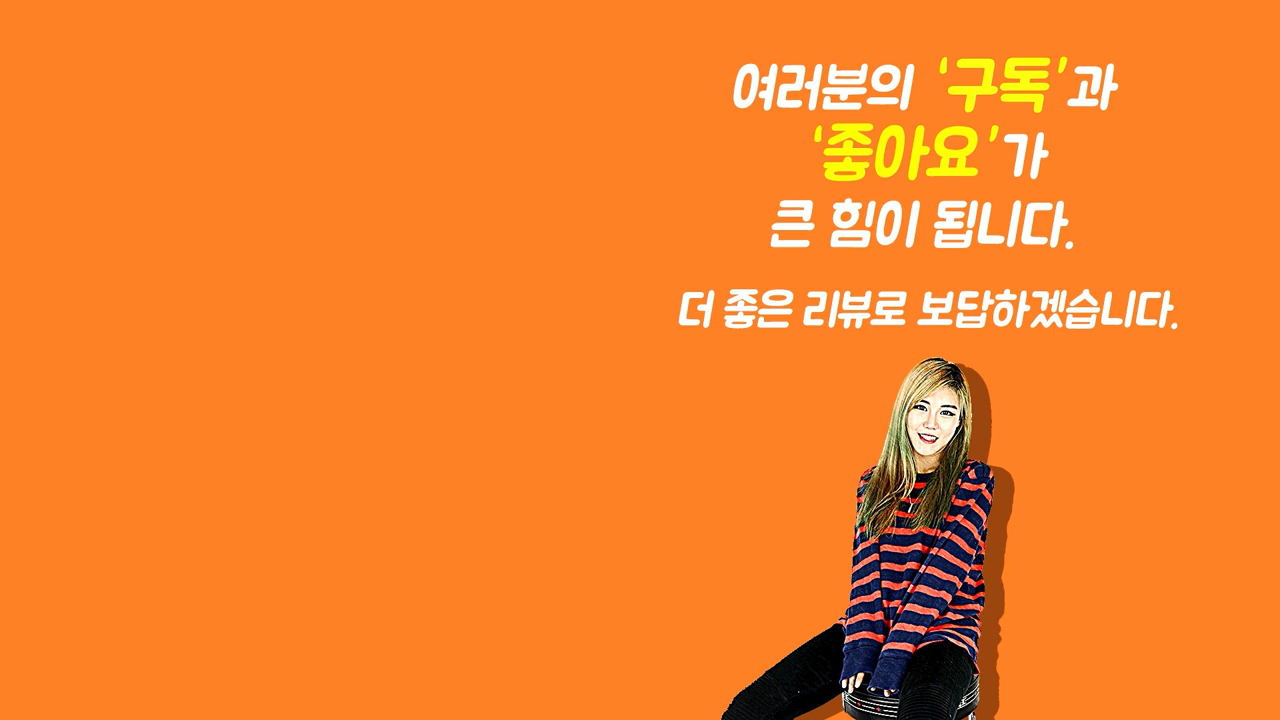 여러분의 '구독'과
'좋아요'가
큰 힘이 됩니다.
더 좋은 리뷰로 보답하겠습니다.